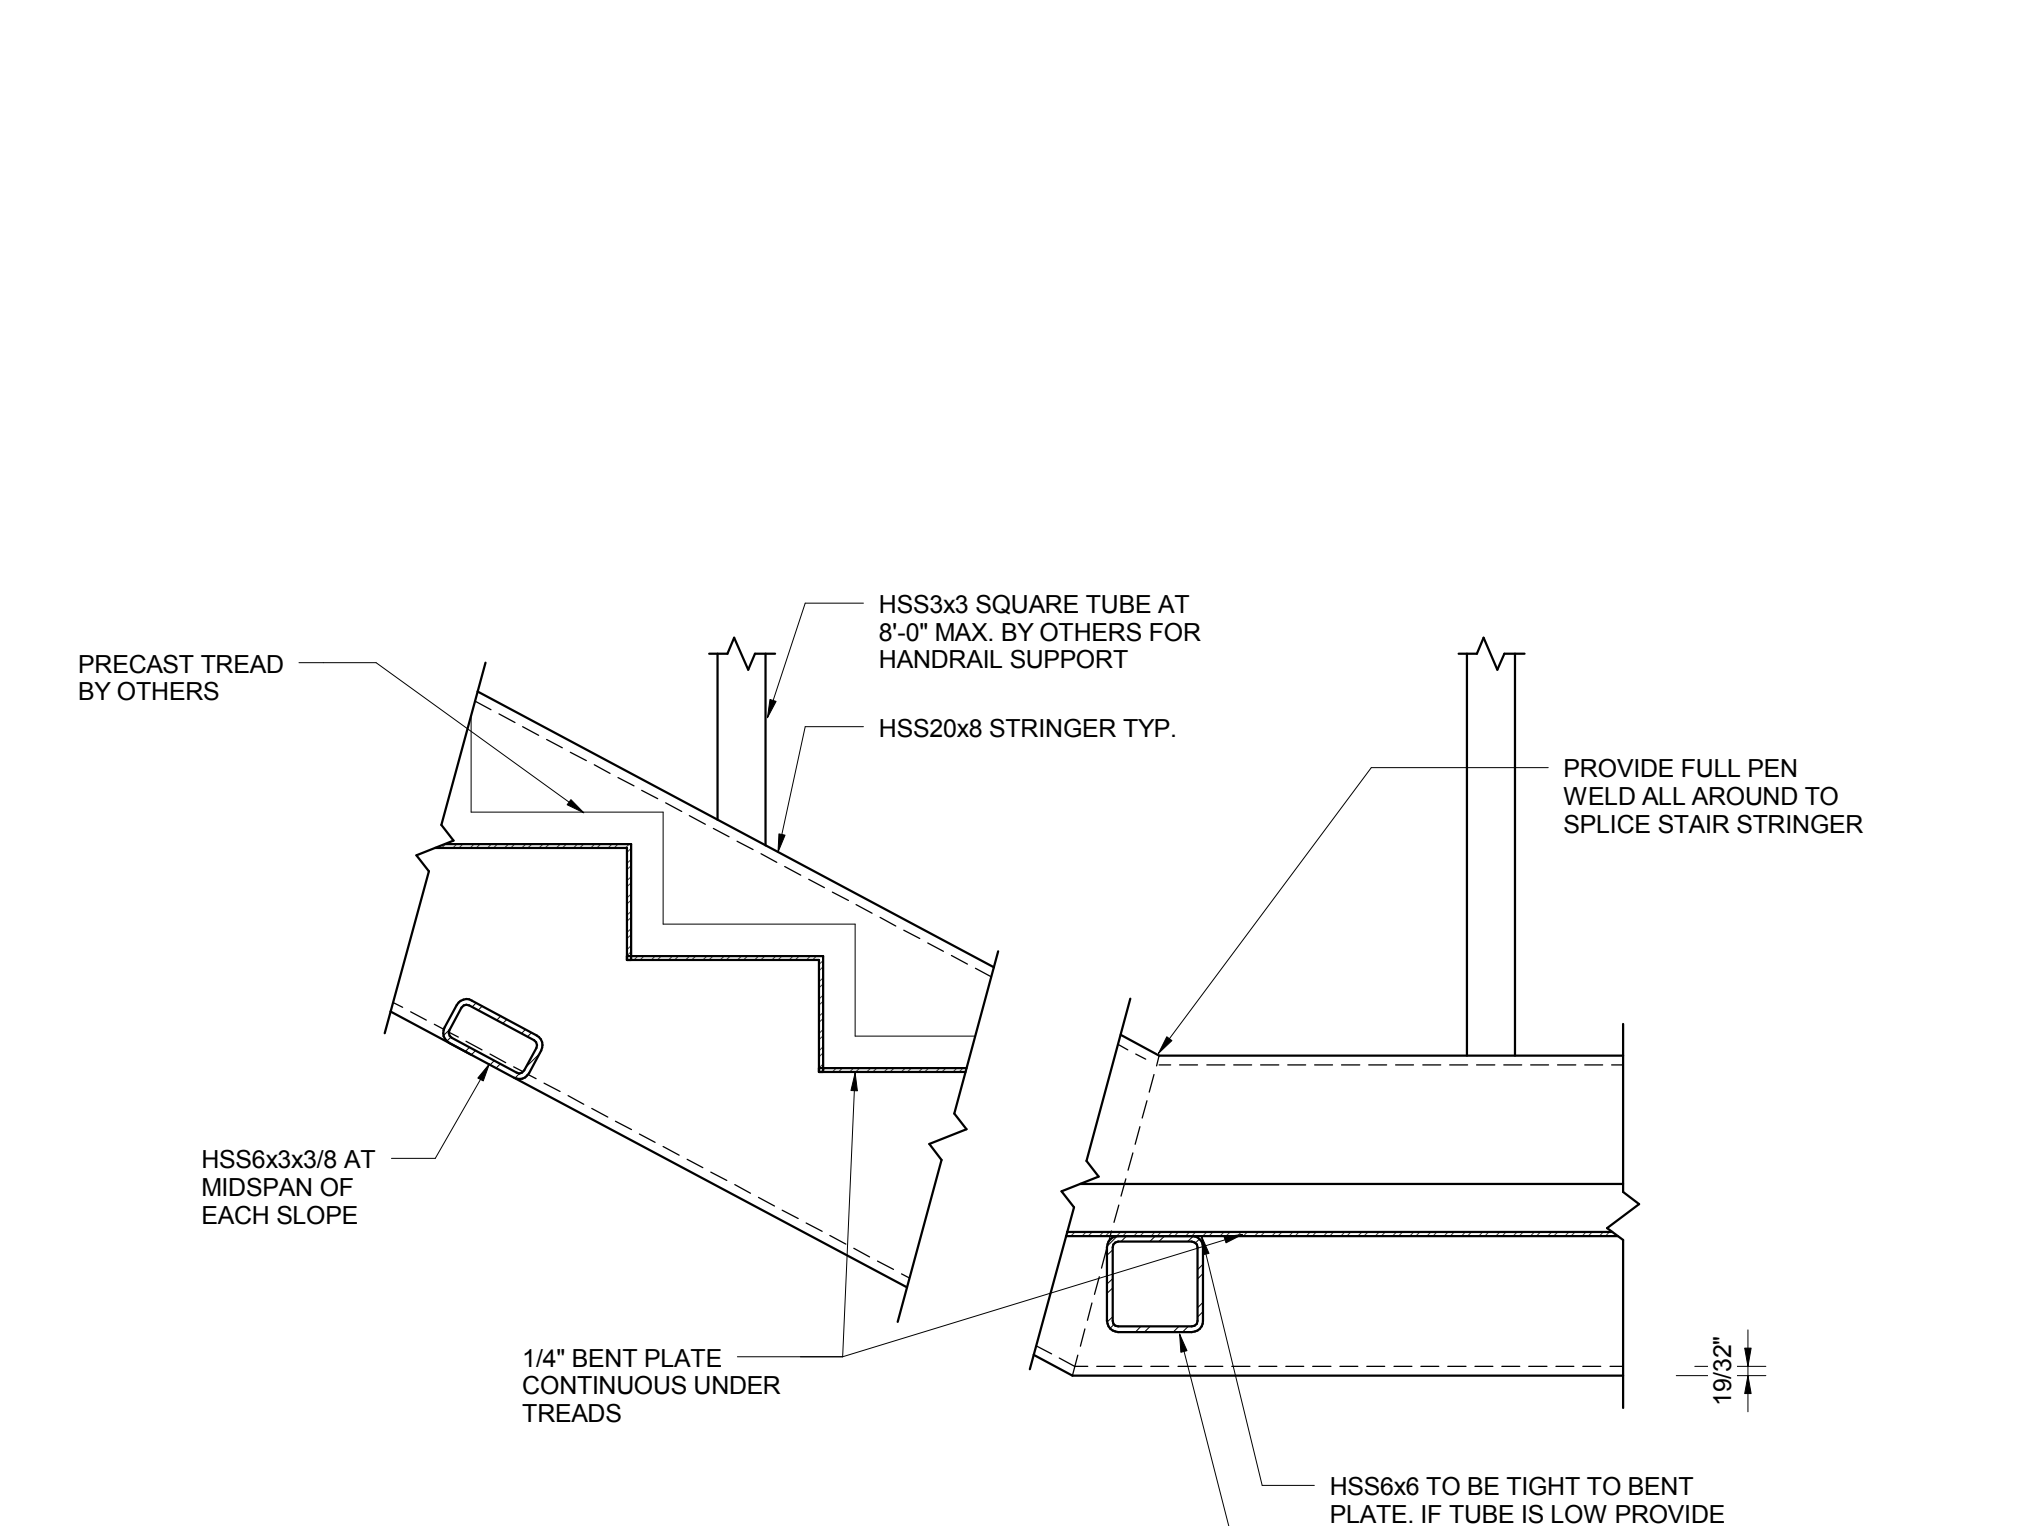 HSS3x3 SQUARE TUBE AT
8'-0" MAX. BY OTHERS FOR
HANDRAIL SUPPORT
PRECAST TREAD
BY OTHERS
HSS20x8 STRINGER TYP.
PROVIDE FULL PEN
WELD ALL AROUND TO
SPLICE STAIR STRINGER
HSS6x3x3/8 AT
MIDSPAN OF
EACH SLOPE
1/4" BENT PLATE
CONTINUOUS UNDER
TREADS
19/32"
HSS6x6 TO BE TIGHT TO BENT
PLATE. IF TUBE IS LOW PROVIDE